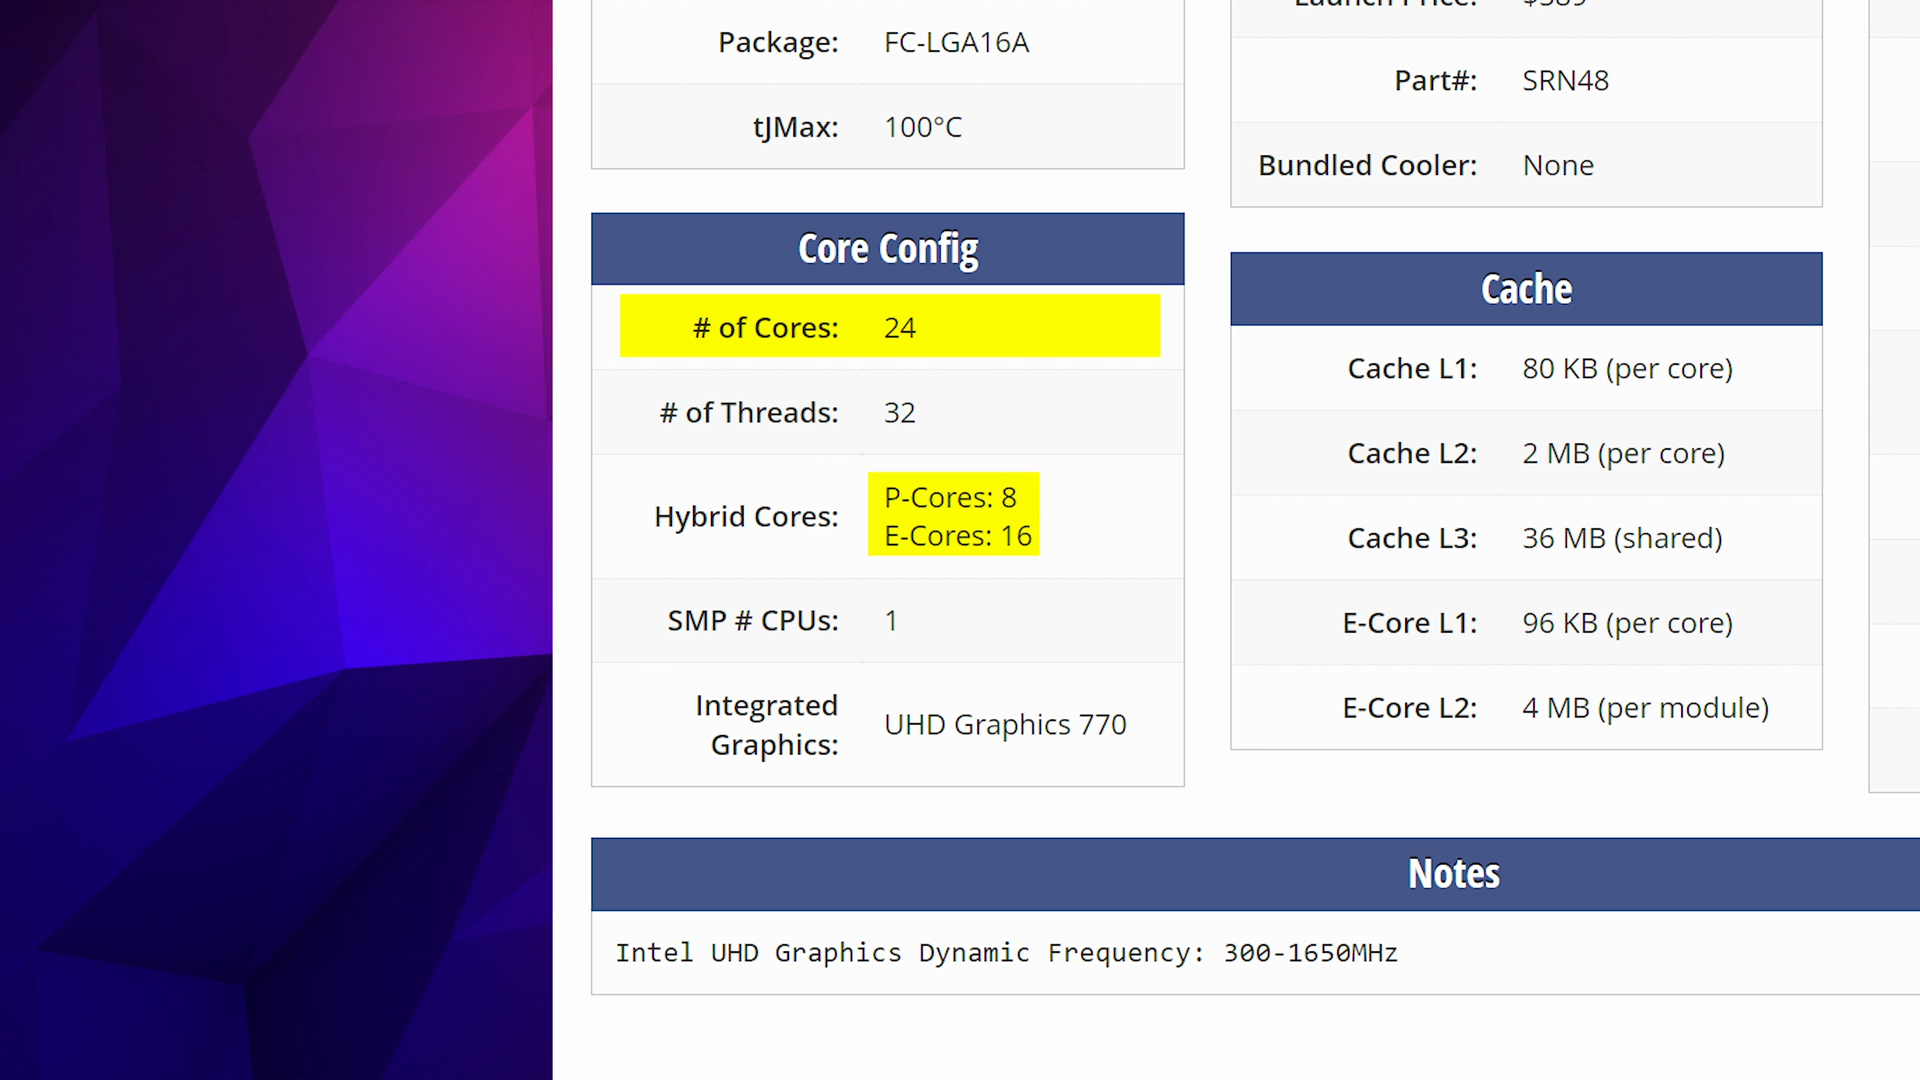 Package: FC-LGA16A
tJMax: 100°C
Core Config
# of Cores: 24
# of Threads: 32
Hybrid Cores: P-Cores: 8
E-Cores: 16
SMP # CPUs: 1
Integrated
Graphics: UHD Graphics 770
Launch Price: $589
Part#: SRN48
Bundled Cooler: None
Cache
Cache L1: 80 KB (per core)
Cache L2: 2 MB (per core)
Cache L3: 36 MB (shared)
E-Core L1: 96 KB (per core)
E-Core L2: 4 MB (per module)
Notes
Intel UHD Graphics Dynamic Frequency: 300-1650MHz